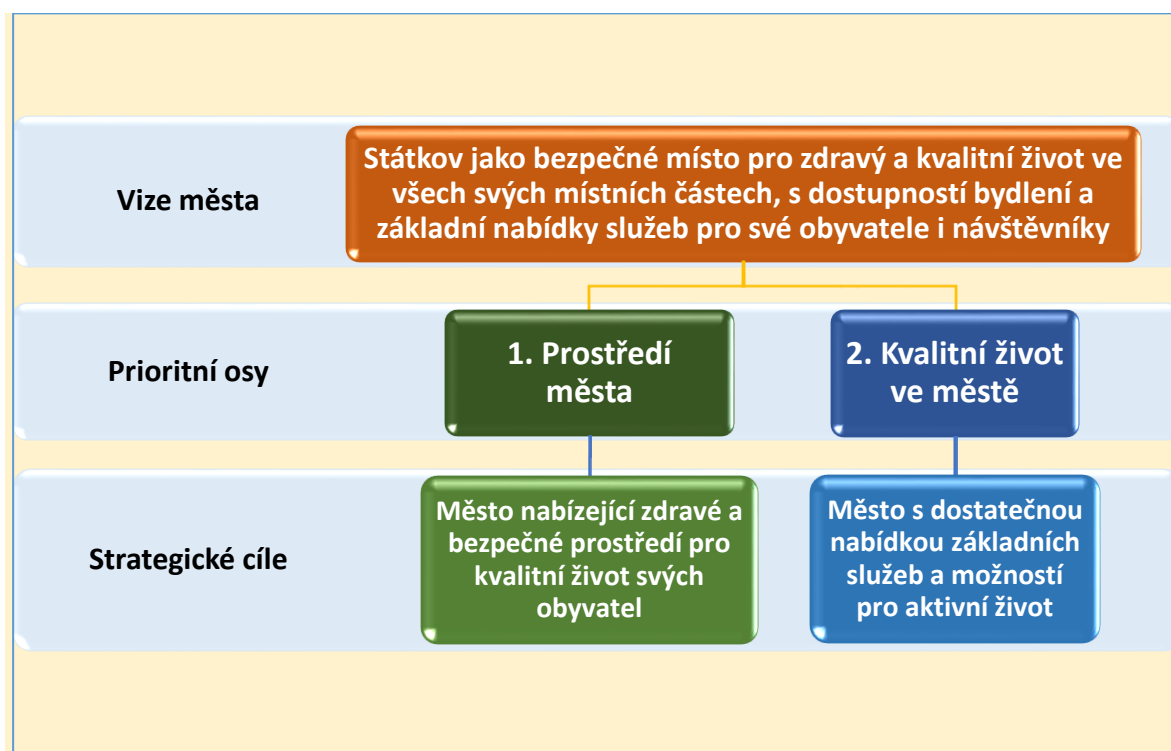 Vize města
Státkov jako bezpečné místo pro zdravý a kvalitní život ve
všech svých místních částech, s dostupností bydlení a
základní nabídky služeb pro své obyvatele i návštěvníky
Prioritní osy
1. Prostředí
města
2. Kvalitní život
ve městě
Strategické cíle
Město nabízející zdravé a
bezpečné prostředí pro
kvalitní život svých
obyvatel
Město s dostatečnou
nabídkou základních
služeb a možností
pro aktivní život